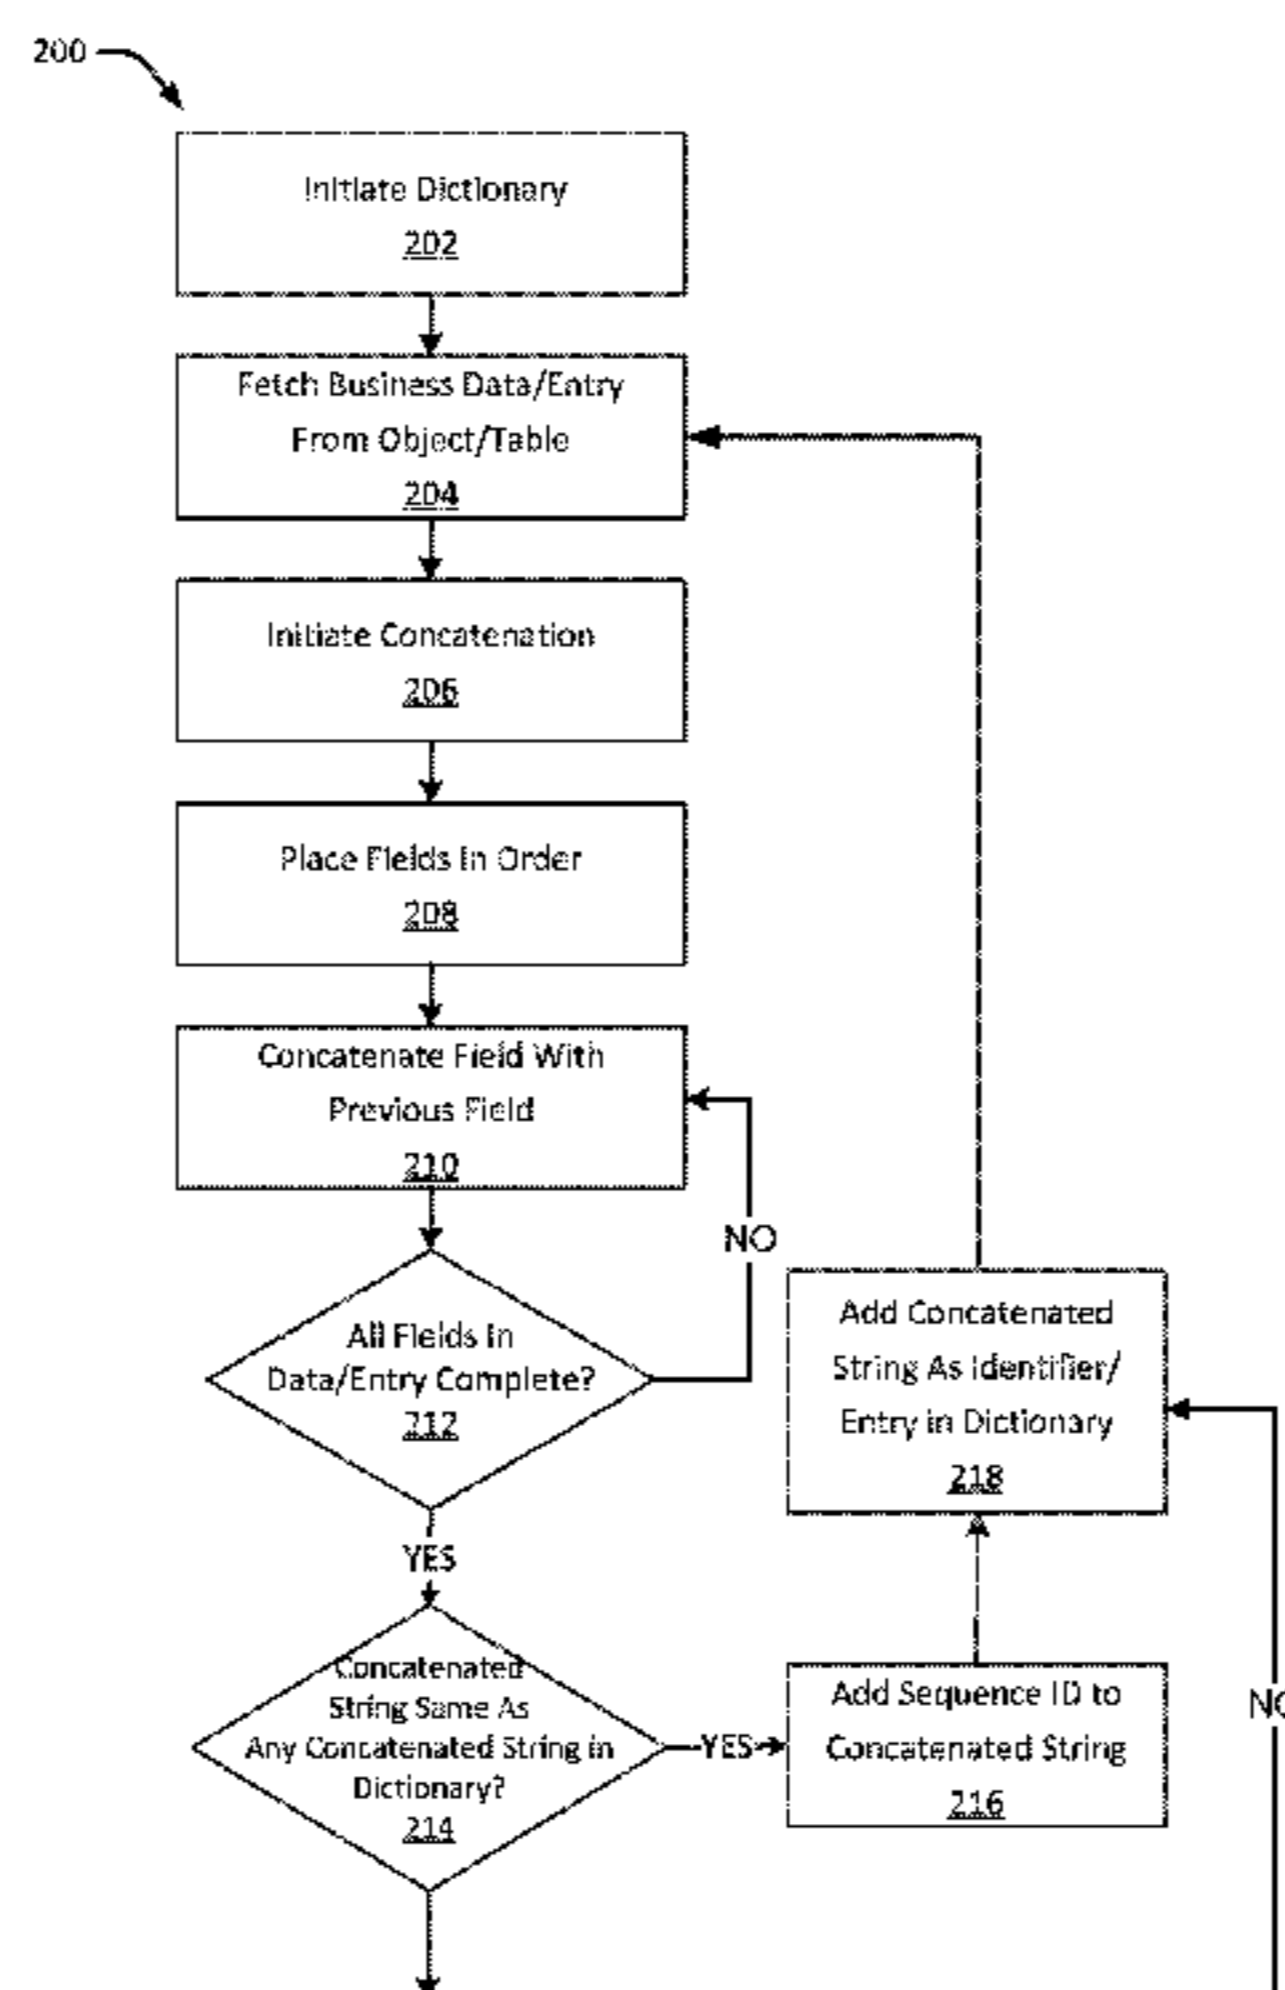 200
Initiate Dictionary
202
Fetch Business Data/Entry
From Object/Table
204
Initiate Concatenation
206
Place Fields In Order
208
Concatenate Field With
Previous Field
210
NO
All Fields In
Data/Entry Complete?
212
YES
Add Concatenated
String As Identifier/
Entry in Dictionary
218
Concatenated
String Same As
Any Concatenated String in
Dictionary?
214
YES
Add Sequence ID to
Concatenated String
216
NO